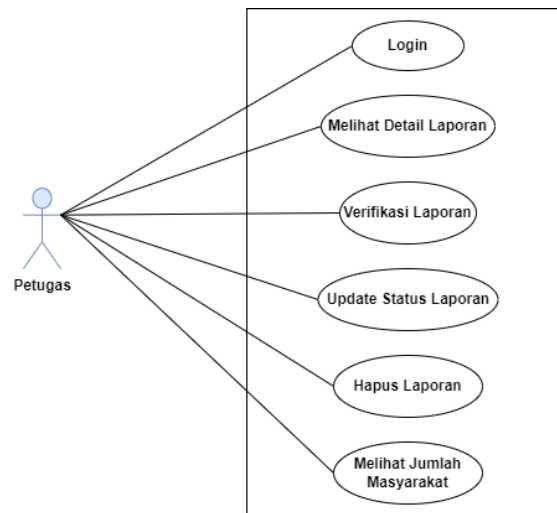 Login
Melihat Detail Laporan
Verifikasi Laporan
Petugas
Update Status Laporan
Hapus Laporan
Melihat Jumlah
Masyarakat